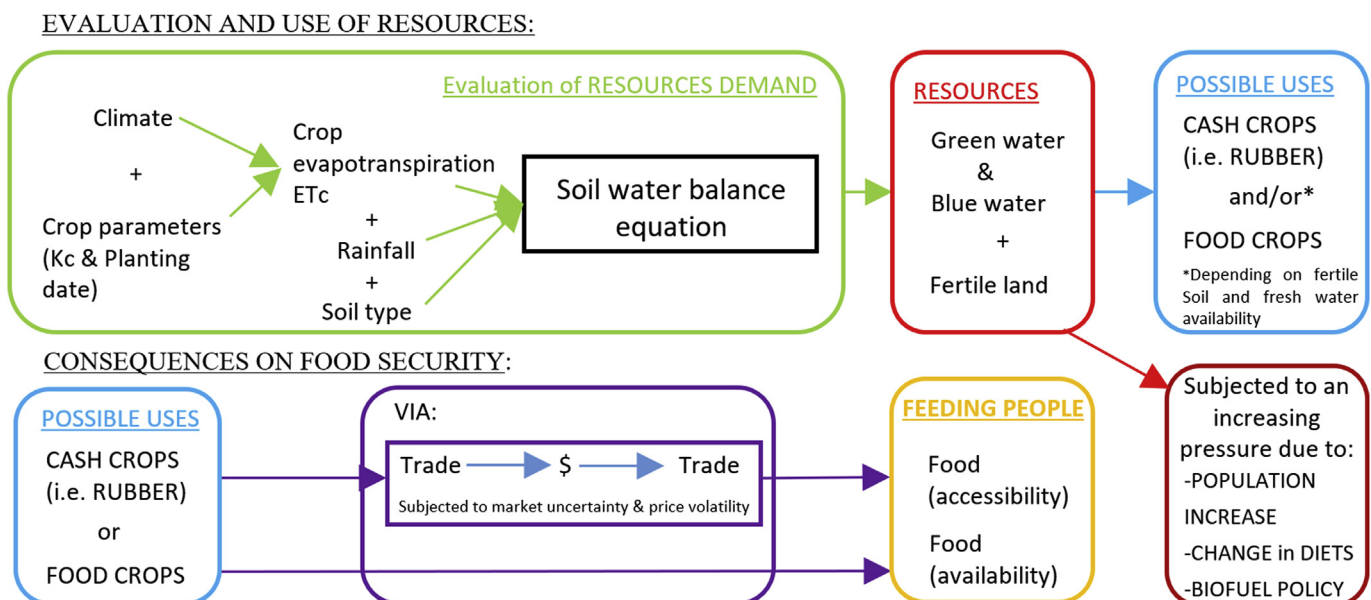 EVALUATION AND USE OF RESOURCES:
Evaluation of RESOURCES DEMAND
Climate
+
Crop parameters
(Kc & Planting
date)
Crop
evapotranspiration
ETc
+
Rainfall
+
Soil type
Soil water balance
equation
RESOURCES
Green water
&
Blue water
+
Fertile land
POSSIBLE USES
CASH CROPS
(i.e. RUBBER)
and/or*
FOOD CROPS
*Depending on fertile
Soil and fresh water
availability
CONSEQUENCES ON FOOD SECURITY:
POSSIBLE USES
CASH CROPS
(i.e. RUBBER)
or
FOOD CROPS
VIA:
Trade $ Trade
Subjected to market uncertainty & price volatility
FEEDING PEOPLE
Food
(accessibility)
Food
(availability)
Subjected to an
increasing
pressure due to:
-POPULATION
INCREASE
-CHANGE in DIETS
-BIOFUEL POLICY